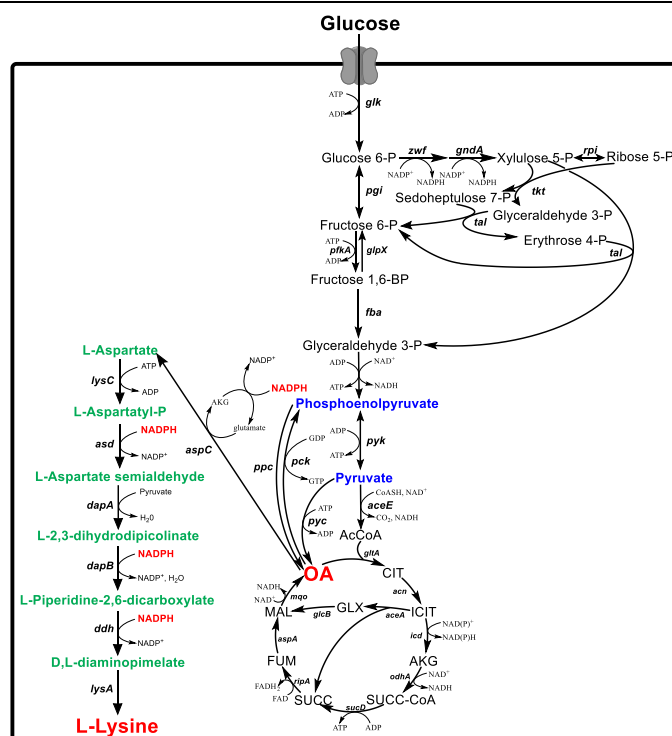 Glucose
ATP
glk
ADP
Glucose 6-P zwf gndA Xylulose 5-P rpi Ribose 5-P
NADP+ NADPH NADP+ NADPH
pgi
tkt
Sedoheptulose 7-P
Glyceraldehyde 3-P
tal
Fructose 6-P
Erythrose 4-P
tal
ATP
pfkA glpX
ADP
Fructose 1,6-BP
fba
Glyceraldehyde 3-P
ADP NAD+
ATP NADH
Phosphoenolpyruvate
NADP+
NADPH
AKG
glutamate
aspC
ppc
pck
GDP
GTP
ADP
pyk
ATP
Pyruvate
ATP
pyc
ADP
CoASH, NAD+
aceE
CO2, NADH
AcCoA
gltA
OA
CIT
acn
ICIT
NAD(P)+
icd
NAD(P)H
AKG
NAD+
odhA
NADH
SUCC-CoA
sucD
ADP
ATP
SUCC
ripA
FADH2
FAD
FUM
aspA
MAL
mqo
NADH
NAD+
GLX
aceA
glcB
L-Aspartate
ATP
lysC
ADP
L-Aspartatyl-P
NADPH
asd
NADP+
L-Aspartate semialdehyde
Pyruvate
dapA
H20
L-2,3-dihydrodipicolinate
NADPH
dapB
NADP+, H2O
L-Piperidine-2,6-dicarboxylate
NADPH
ddh
NADP+
D,L-diaminopimelate
lysA
L-Lysine